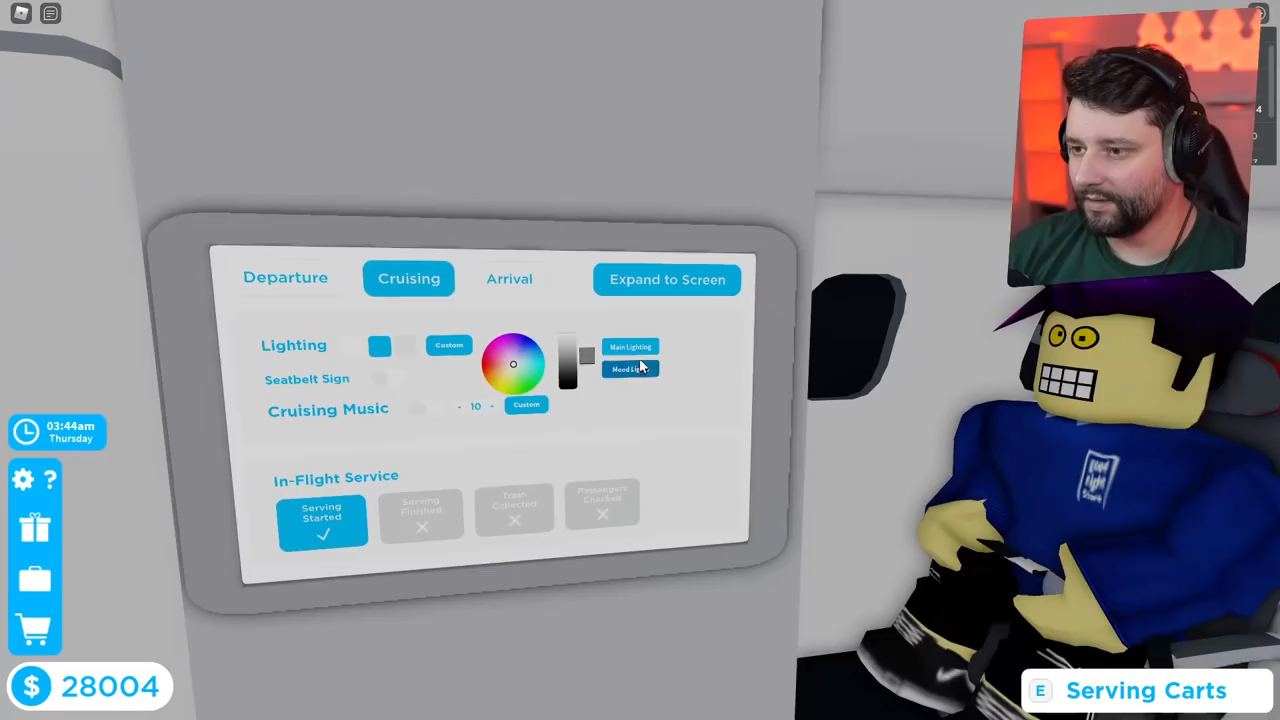 Departure
Cruising
Arrival
Expand to Screen
Lighting
Custom
Main Lighting
Mood
Seatbelt Sign
Cruising Music
- 10 -
Custom
In-Flight Service
Serving
Started
Serving
Finished
Trash
Collected
Passengers
Checked
03:44am
Thursday
?
$ 28004
E Serving Carts